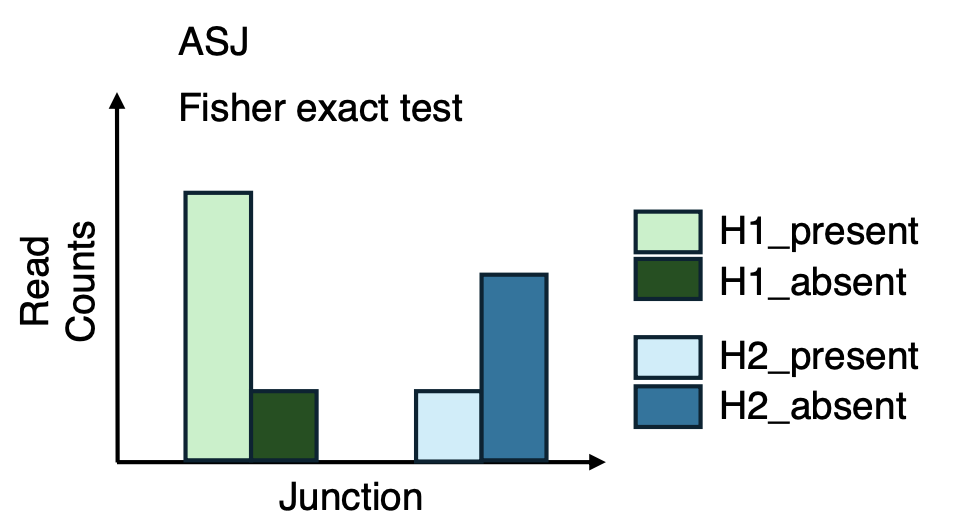 ASJ
Fisher exact test
Read
Counts
H1_present
H1_absent
H2_present
H2_absent
Junction